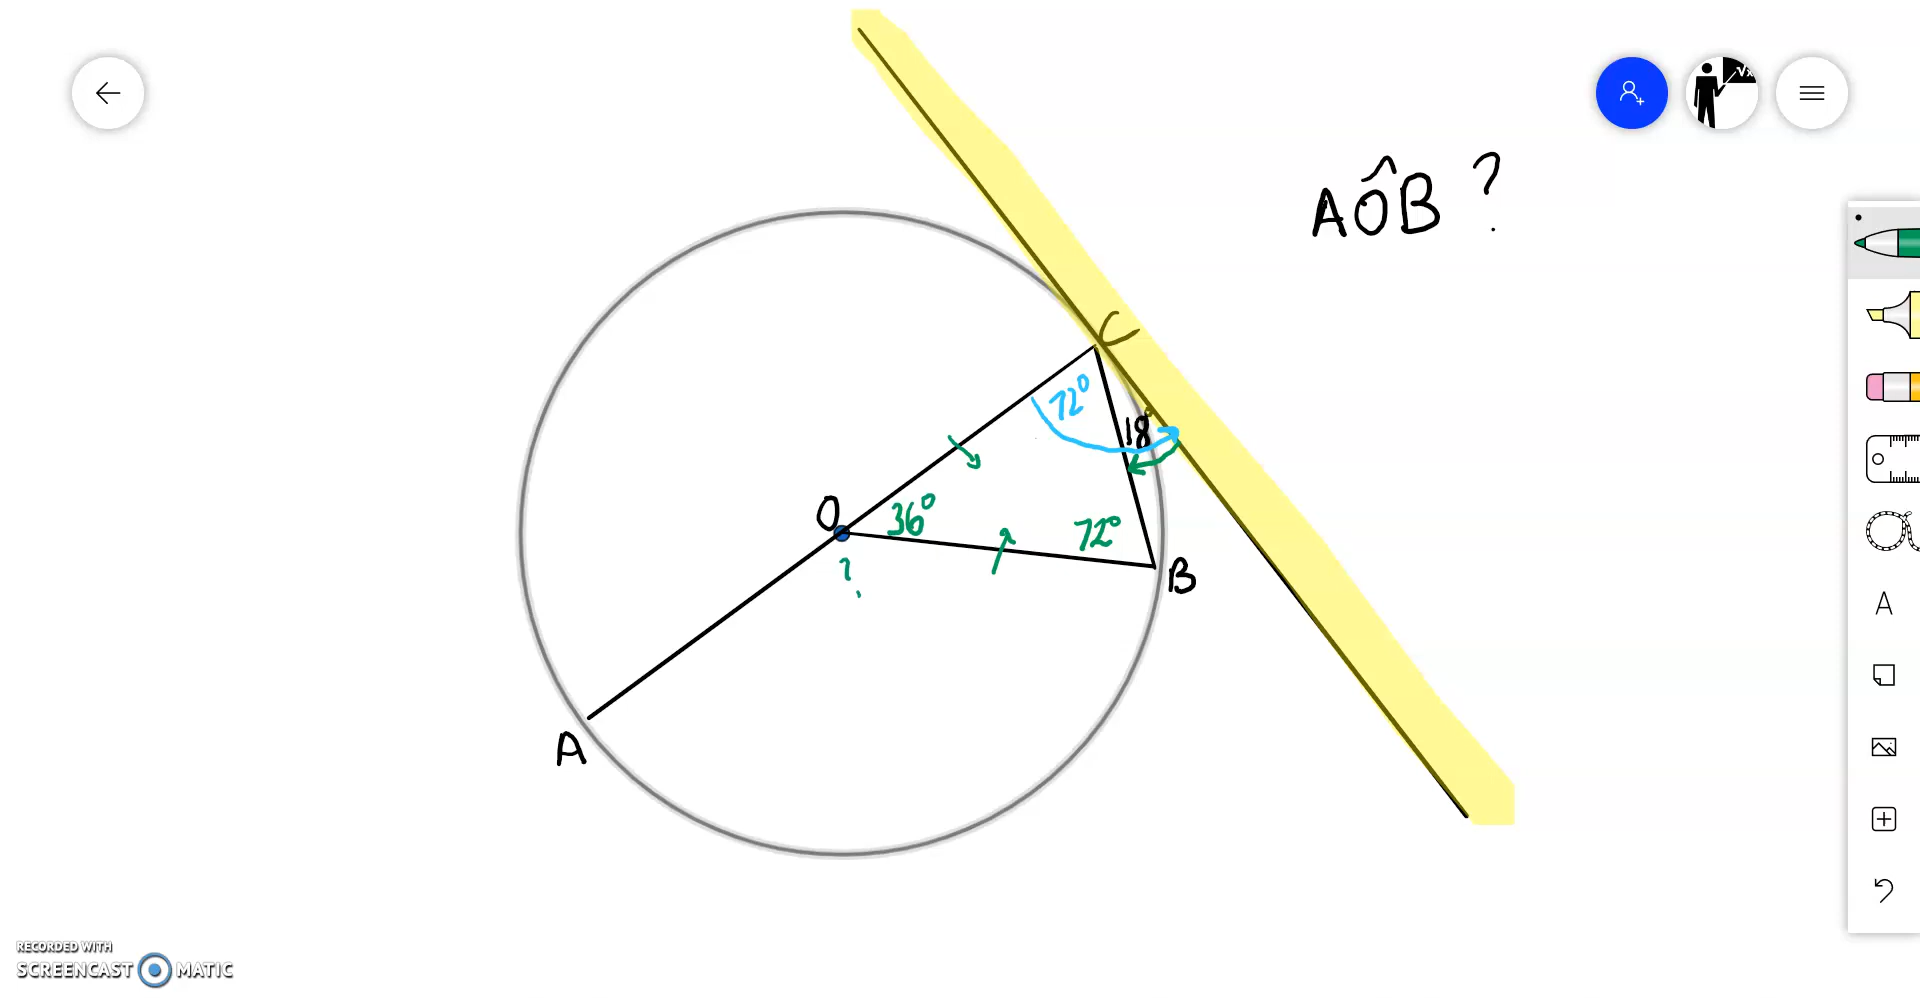 √x
AÔB ?
C
72°
18°
O
36°
72°
?
B
A
A
RECORDED WITH
SCREENCAST MATIC